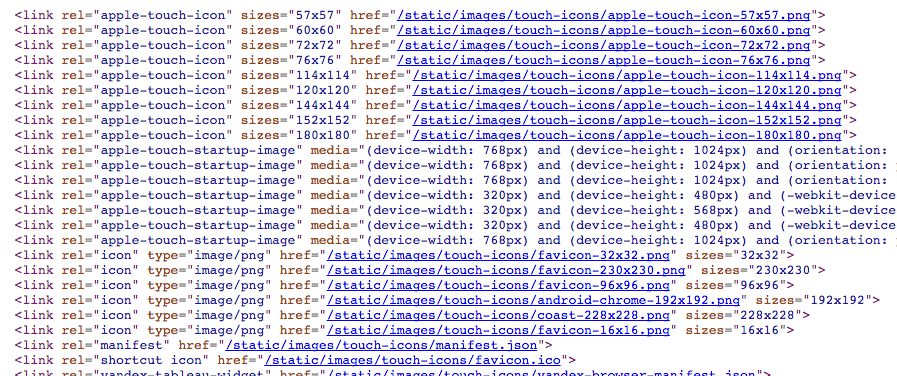 <link rel="apple-touch-icon" sizes="57x57" href="/static/images/touch-icons/apple-touch-icon-57x57.png">
<link rel="apple-touch-icon" sizes="60x60" href="/static/images/touch-icons/apple-touch-icon-60x60.png">
<link rel="apple-touch-icon" sizes="72x72" href="/static/images/touch-icons/apple-touch-icon-72x72.png">
<link rel="apple-touch-icon" sizes="76x76" href="/static/images/touch-icons/apple-touch-icon-76x76.png">
<link rel="apple-touch-icon" sizes="114x114" href="/static/images/touch-icons/apple-touch-icon-114x114.png">
<link rel="apple-touch-icon" sizes="120x120" href="/static/images/touch-icons/apple-touch-icon-120x120.png">
<link rel="apple-touch-icon" sizes="144x144" href="/static/images/touch-icons/apple-touch-icon-144x144.png">
<link rel="apple-touch-icon" sizes="152x152" href="/static/images/touch-icons/apple-touch-icon-152x152.png">
<link rel="apple-touch-icon" sizes="180x180" href="/static/images/touch-icons/apple-touch-icon-180x180.png">
<link rel="apple-touch-startup-image" media="(device-width: 768px) and (device-height: 1024px) and (orientation:
<link rel="apple-touch-startup-image" media="(device-width: 768px) and (device-height: 1024px) and (orientation:
<link rel="apple-touch-startup-image" media="(device-width: 768px) and (device-height: 1024px) and (orientation:
<link rel="apple-touch-startup-image" media="(device-width: 320px) and (device-height: 480px) and (-webkit-device
<link rel="apple-touch-startup-image" media="(device-width: 320px) and (device-height: 568px) and (-webkit-device
<link rel="apple-touch-startup-image" media="(device-width: 320px) and (device-height: 480px) and (-webkit-device
<link rel="apple-touch-startup-image" media="(device-width: 768px) and (device-height: 1024px) and (orientation:
<link rel="icon" type="image/png" href="/static/images/touch-icons/favicon-32x32.png" sizes="32x32">
<link rel="icon" type="image/png" href="/static/images/touch-icons/favicon-230x230.png" sizes="230x230">
<link rel="icon" type="image/png" href="/static/images/touch-icons/favicon-96x96.png" sizes="96x96">
<link rel="icon" type="image/png" href="/static/images/touch-icons/android-chrome-192x192.png" sizes="192x192">
<link rel="icon" type="image/png" href="/static/images/touch-icons/coast-228x228.png" sizes="228x228">
<link rel="icon" type="image/png" href="/static/images/touch-icons/favicon-16x16.png" sizes="16x16">
<link rel="manifest" href="/static/images/touch-icons/manifest.json">
<link rel="shortcut icon" href="/static/images/touch-icons/favicon.ico">
<link rel="yandex-tableau-widget" href="/static/images/touch-icons/yandex-browser-manifest.json">